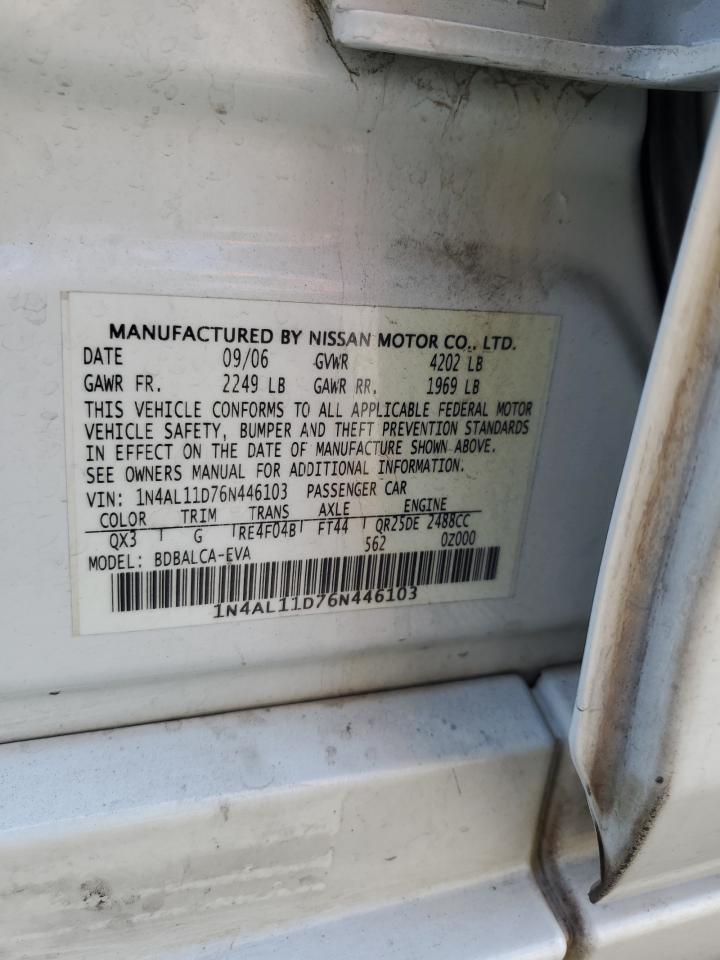 MANUFACTURED BY NISSAN MOTOR CO., LTD.
DATE 09/06 GVWR 4202 LB
GAWR FR. 2249 LB GAWR RR. 1969 LB
THIS VEHICLE CONFORMS TO ALL APPLICABLE FEDERAL MOTOR
VEHICLE SAFETY, BUMPER AND THEFT PREVENTION STANDARDS
IN EFFECT ON THE DATE OF MANUFACTURE SHOWN ABOVE.
SEE OWNERS MANUAL FOR ADDITIONAL INFORMATION.
VIN: 1N4AL11D76N446103 PASSENGER CAR
COLOR TRIM TRANS AXLE ENGINE
QX3 G RE4F04B FT44 QR25DE 2488CC
MODEL: BDBALCA-EVA 562 0Z000
1N4AL11D76N446103